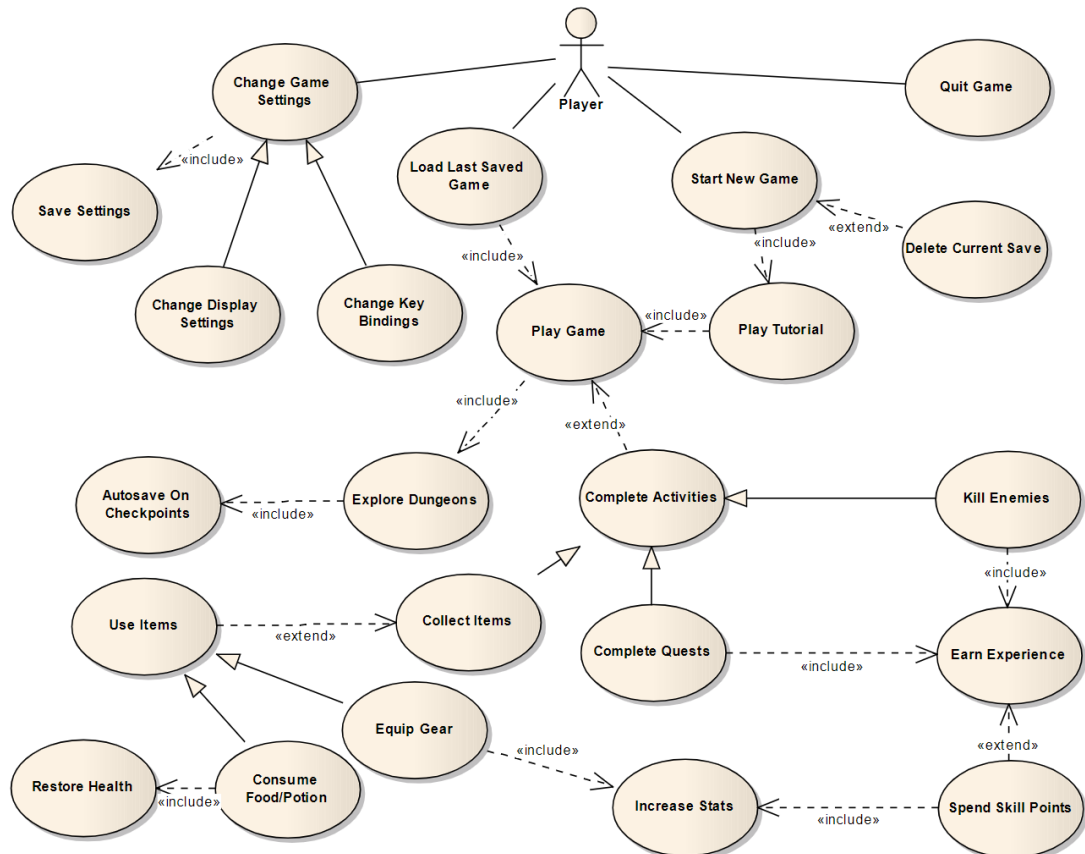 Player
Change Game
Settings
Quit Game
«include»
Load Last Saved
Game
Start New Game
Save Settings
«extend»
Delete Current Save
«include»
«include»
Change Display
Settings
Change Key
Bindings
Play Game
«include»
Play Tutorial
«include»
«extend»
Autosave On
Checkpoints
«include»
Explore Dungeons
Complete Activities
Kill Enemies
«include»
Use Items
«extend»
Collect Items
Complete Quests
«include»
Earn Experience
Equip Gear
«include»
«extend»
Restore Health
«include»
Consume
Food/Potion
Increase Stats
«include»
Spend Skill Points